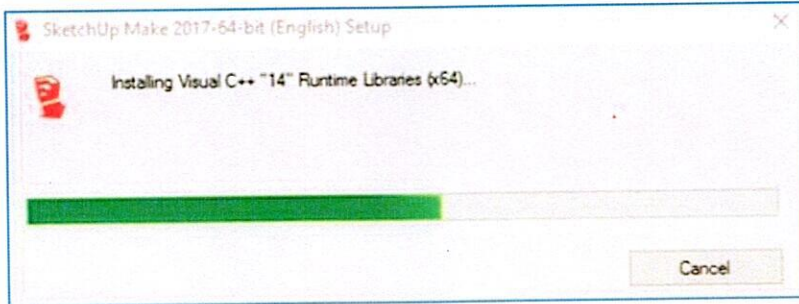 SketchUp Make 2017-64-bit (English) Setup
Installing Visual C++ "14" Runtime Libraries (x64)...
Cancel